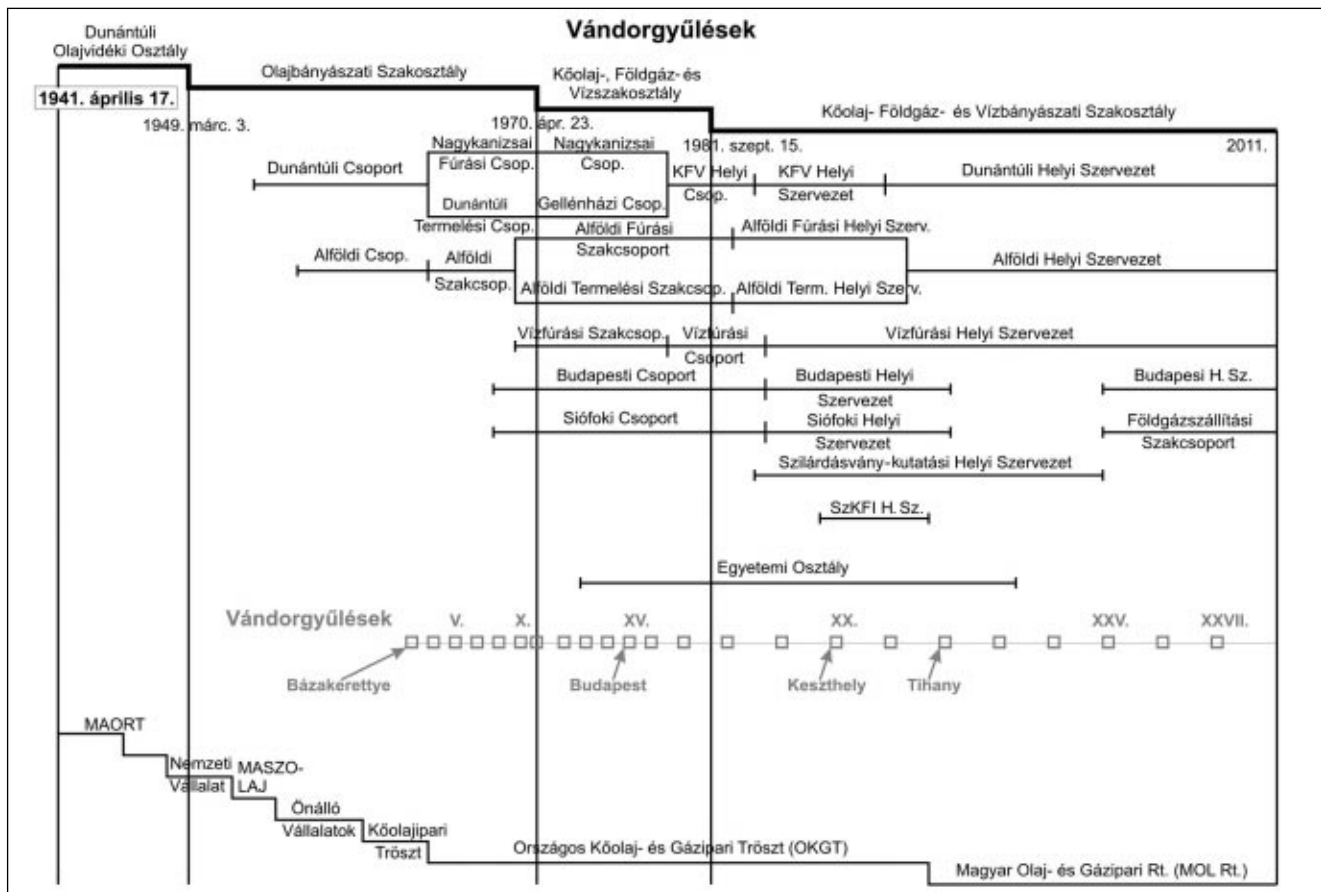 Vándorgyűlések
Dunántúli
Olajvidéki Osztály
Olajbányászati Szakosztály
Kőolaj-, Földgáz- és
Vízszakosztály
Kőolaj- Földgáz- és Vízbányászati Szakosztály
1941. április 17.
1949. márc. 3.
1970. ápr. 23.
1981. szept. 15.
2011.
Dunántúli Csoport
Nagykanizsai
Fúrási Csop.
Nagykanizsai
Csop.
KFV Helyi
Csop.
KFV Helyi
Szervezet
Dunántúli Helyi Szervezet
Dunántúli
Termelési Csop.
Gellénházi Csop.
Alföldi Csop.
Alföldi
Szakcsop.
Alföldi Fúrási
Szakcsoport
Alföldi Fúrási Helyi Szerv.
Alföldi Helyi Szervezet
Alföldi Termelési Szakcsop.
Alföldi Term. Helyi Szerv.
Vízfúrási Szakcsop.
Vízfúrási
Csoport
Vízfúrási Helyi Szervezet
Budapesti Csoport
Budapesti Helyi
Szervezet
Budapesi H. Sz.
Siófoki Csoport
Siófoki Helyi
Szervezet
Földgázszállítási
Szakcsoport
Szilárdásvány-kutatási Helyi Szervezet
SzKFI H. Sz.
Egyetemi Osztály
Vándorgyűlések
V.
X.
XV.
XX.
XXV.
XXVII.
Bázakerettye
Budapest
Keszthely
Tihany
MAORT
Nemzeti
Vállalat
MASZO-
LAJ
Önálló
Vállalatok
Kőolajipari
Tröszt
Országos Kőolaj- és Gázipari Tröszt (OKGT)
Magyar Olaj- és Gázipari Rt. (MOL Rt.)